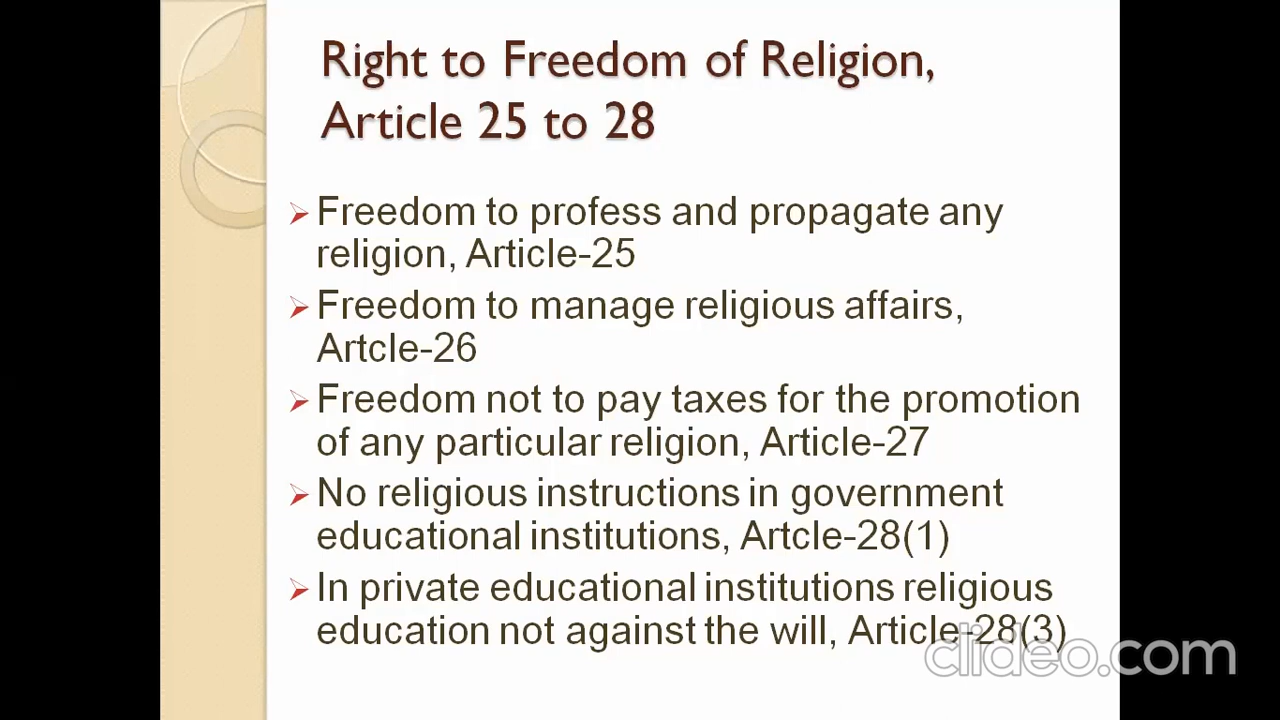 Right to Freedom of Religion,
Article 25 to 28
Freedom to profess and propagate any
religion, Article-25
Freedom to manage religious affairs,
Artcle-26
Freedom not to pay taxes for the promotion
of any particular religion, Article-27
No religious instructions in government
educational institutions, Artcle-28(1)
In private educational institutions religious
education not against the will, Article-28(3)
clideo.com